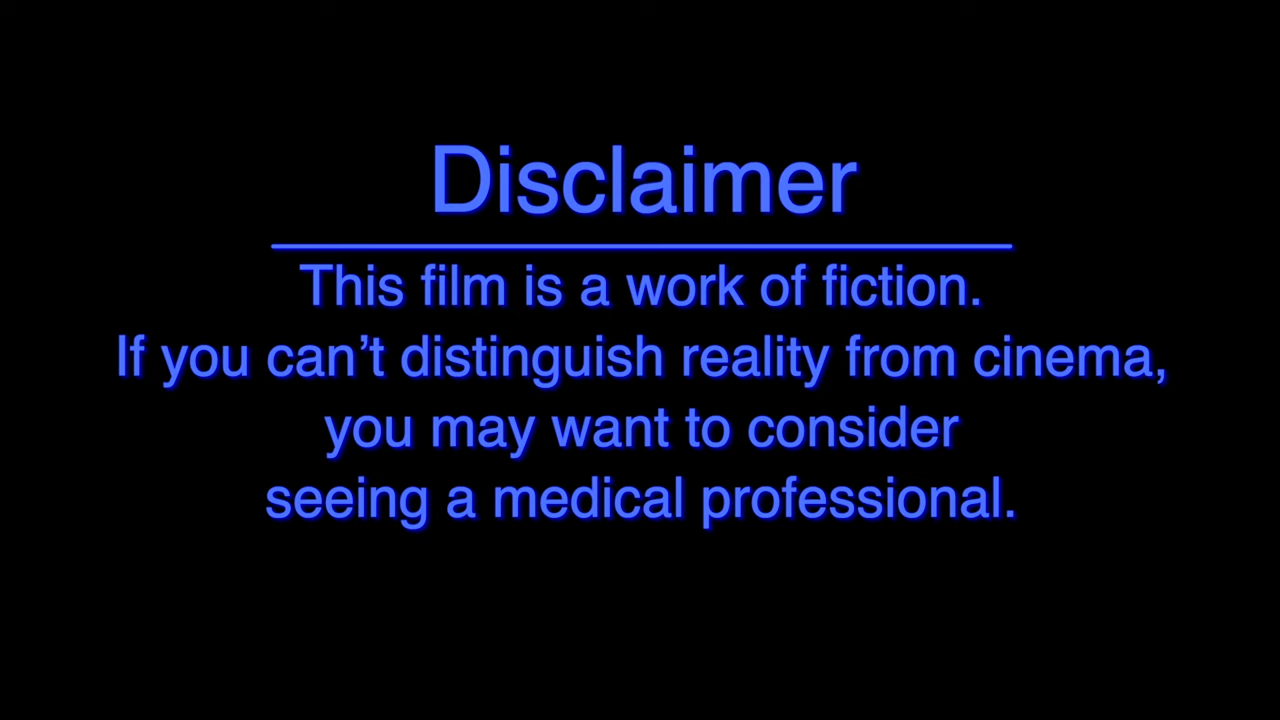 Disclaimer
This film is a work of fiction.
If you can’t distinguish reality from cinema,
you may want to consider
seeing a medical professional.